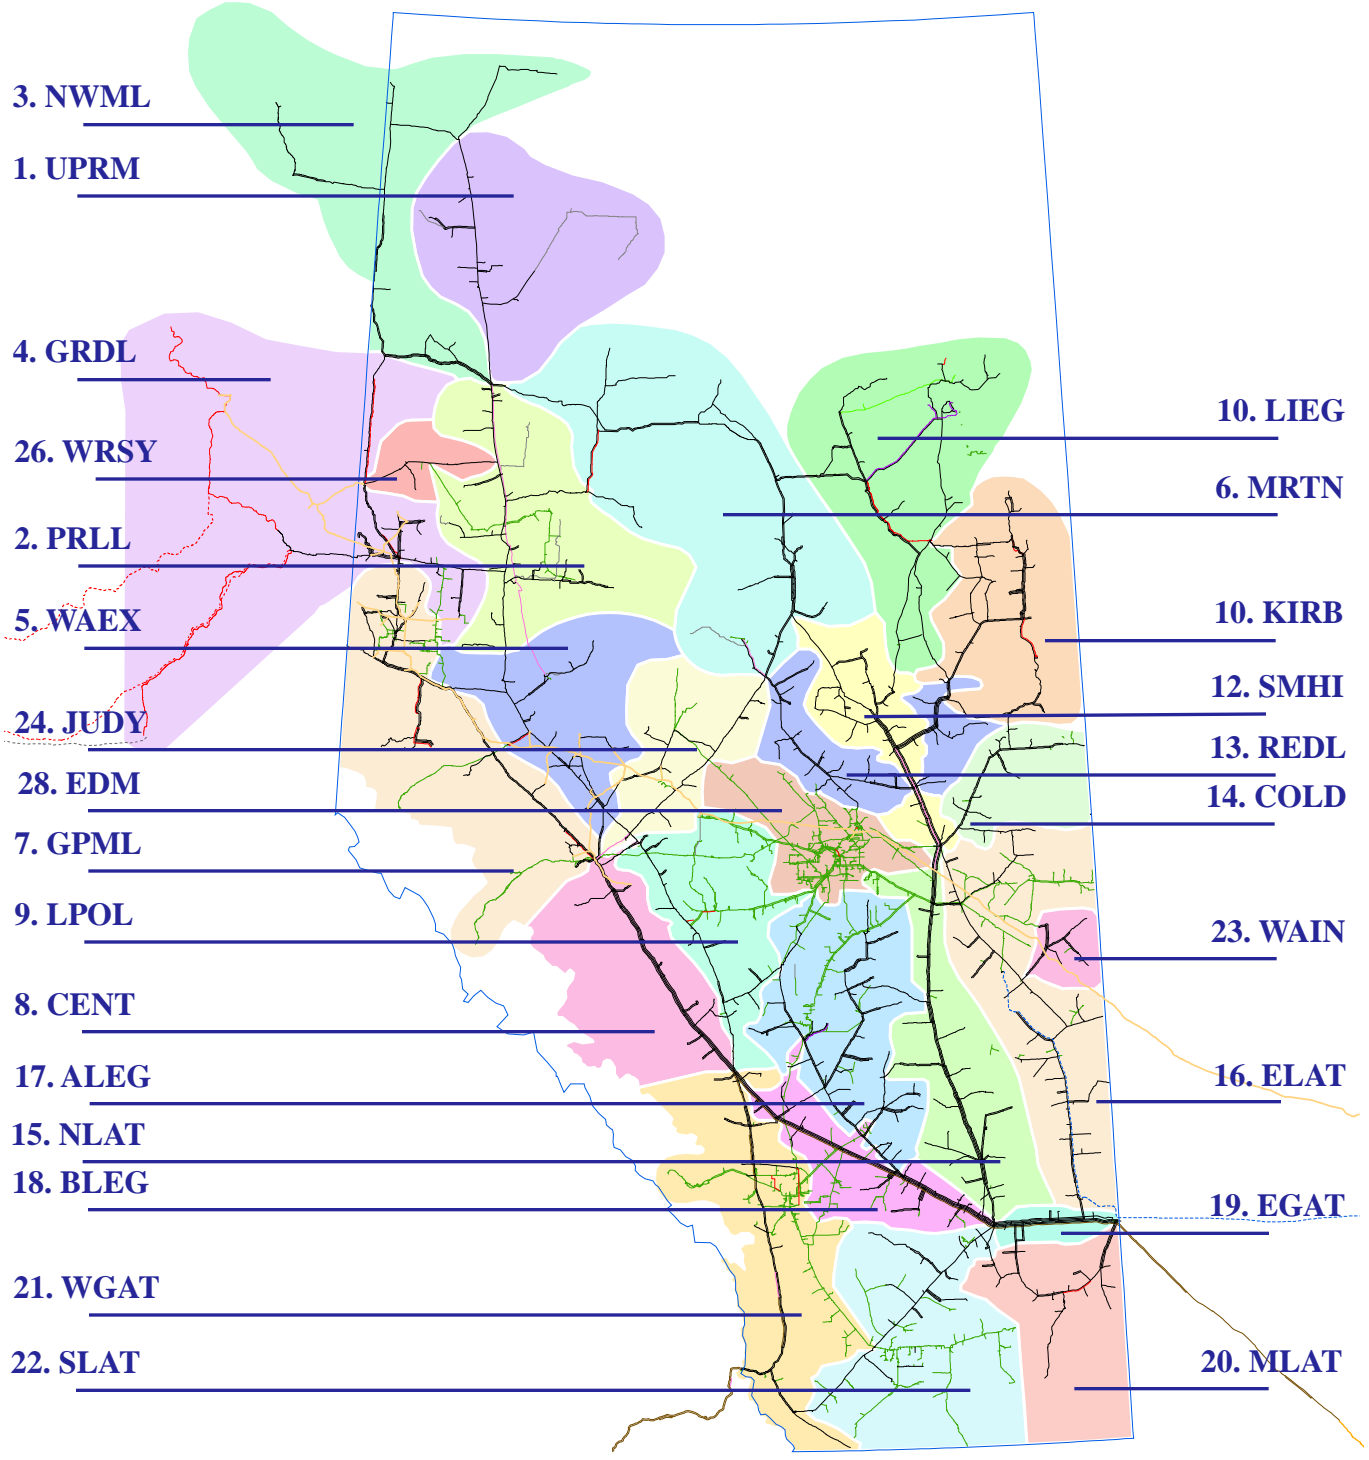 3. NWML
1. UPRM
4. GRDL
26. WRSY
2. PRLL
5. WAEX
24. JUDY
28. EDM
7. GPML
9. LPOL
8. CENT
17. ALEG
15. NLAT
18. BLEG
21. WGAT
22. SLAT
10. LIEG
6. MRTN
10. KIRB
12. SMHI
13. REDL
14. COLD
23. WAIN
16. ELAT
19. EGAT
20. MLAT